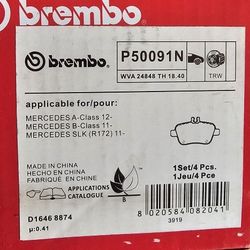 brembo
brembo
P50091N
WVA 24848 TH 18.40
TRW
applicable for/pour:
MERCEDES A-Class 12-
MERCEDES B-Class 11-
MERCEDES SLK (R172) 11-
MADE IN CHINA
HECHO EN CHINA
FABRIQUÉ EN CHINE
1Set/4 Pcs.
1Jeu/4 Pce
APPLICATIONS
CATALOGUE
B
D1646 8874
µ:0.41
8 020584 082041
3919